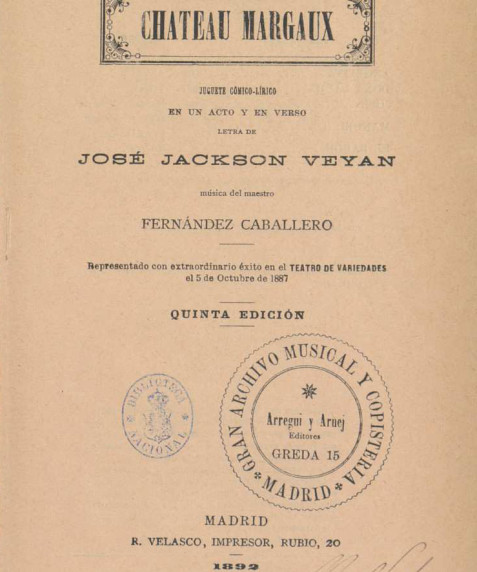 CHATEAU MARGAUX
JUGUETE CÓMICO-LÍRICO
EN UN ACTO Y EN VERSO
LETRA DE
JOSÉ JACKSON VEYAN
música del maestro
FERNÁNDEZ CABALLERO
Representado con extraordinario éxito en el TEATRO DE VARIEDADES
el 5 de Octubre de 1887
QUINTA EDICIÓN
BIBLIOTECA
NACIONAL
GRAN ARCHIVO MUSICAL Y COPISTERIA
Arregui y Aruej
Editores
GREDA 15
MADRID
MADRID
R. VELASCO, IMPRESOR, RUBIO, 20
1892